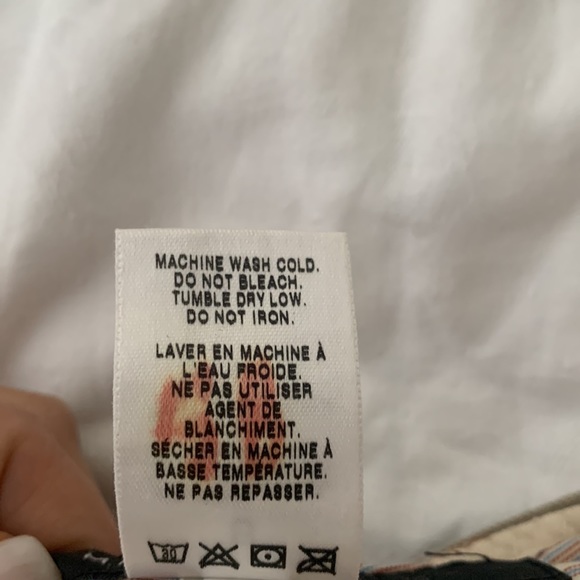 MACHINE WASH COLD.
DO NOT BLEACH.
TUMBLE DRY LOW.
DO NOT IRON.
LAVER EN MACHINE À
L'EAU FROIDE.
NE PAS UTILISER
AGENT DE
BLANCHIMENT.
SÉCHER EN MACHINE À
BASSE TEMPÉRATURE.
NE PAS REPASSER.
30